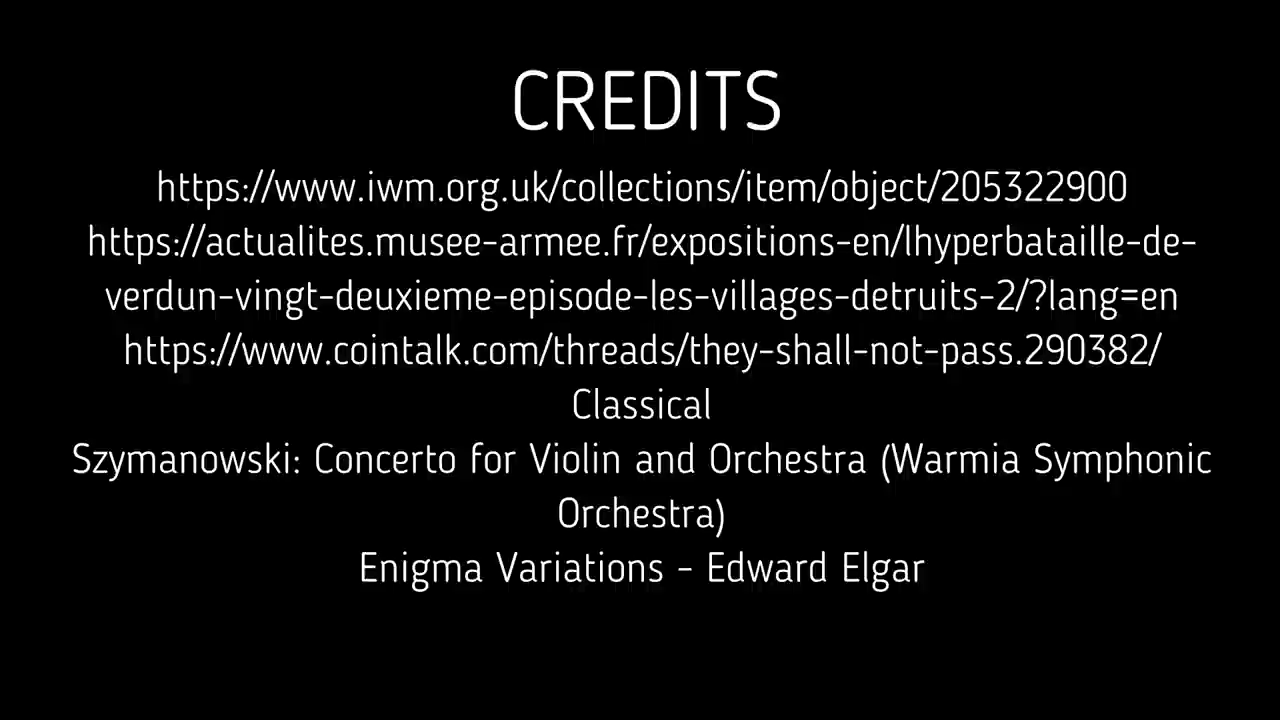 CREDITS
https://www.iwm.org.uk/collections/item/object/205322900
https://actualites.musee-armee.fr/expositions-en/lhyperbataille-de-
verdun-vingt-deuxieme-episode-les-villages-detruits-2/?lang=en
https://www.cointalk.com/threads/they-shall-not-pass.290382/
Classical
Szymanowski: Concerto for Violin and Orchestra (Warmia Symphonic
Orchestra)
Enigma Variations - Edward Elgar